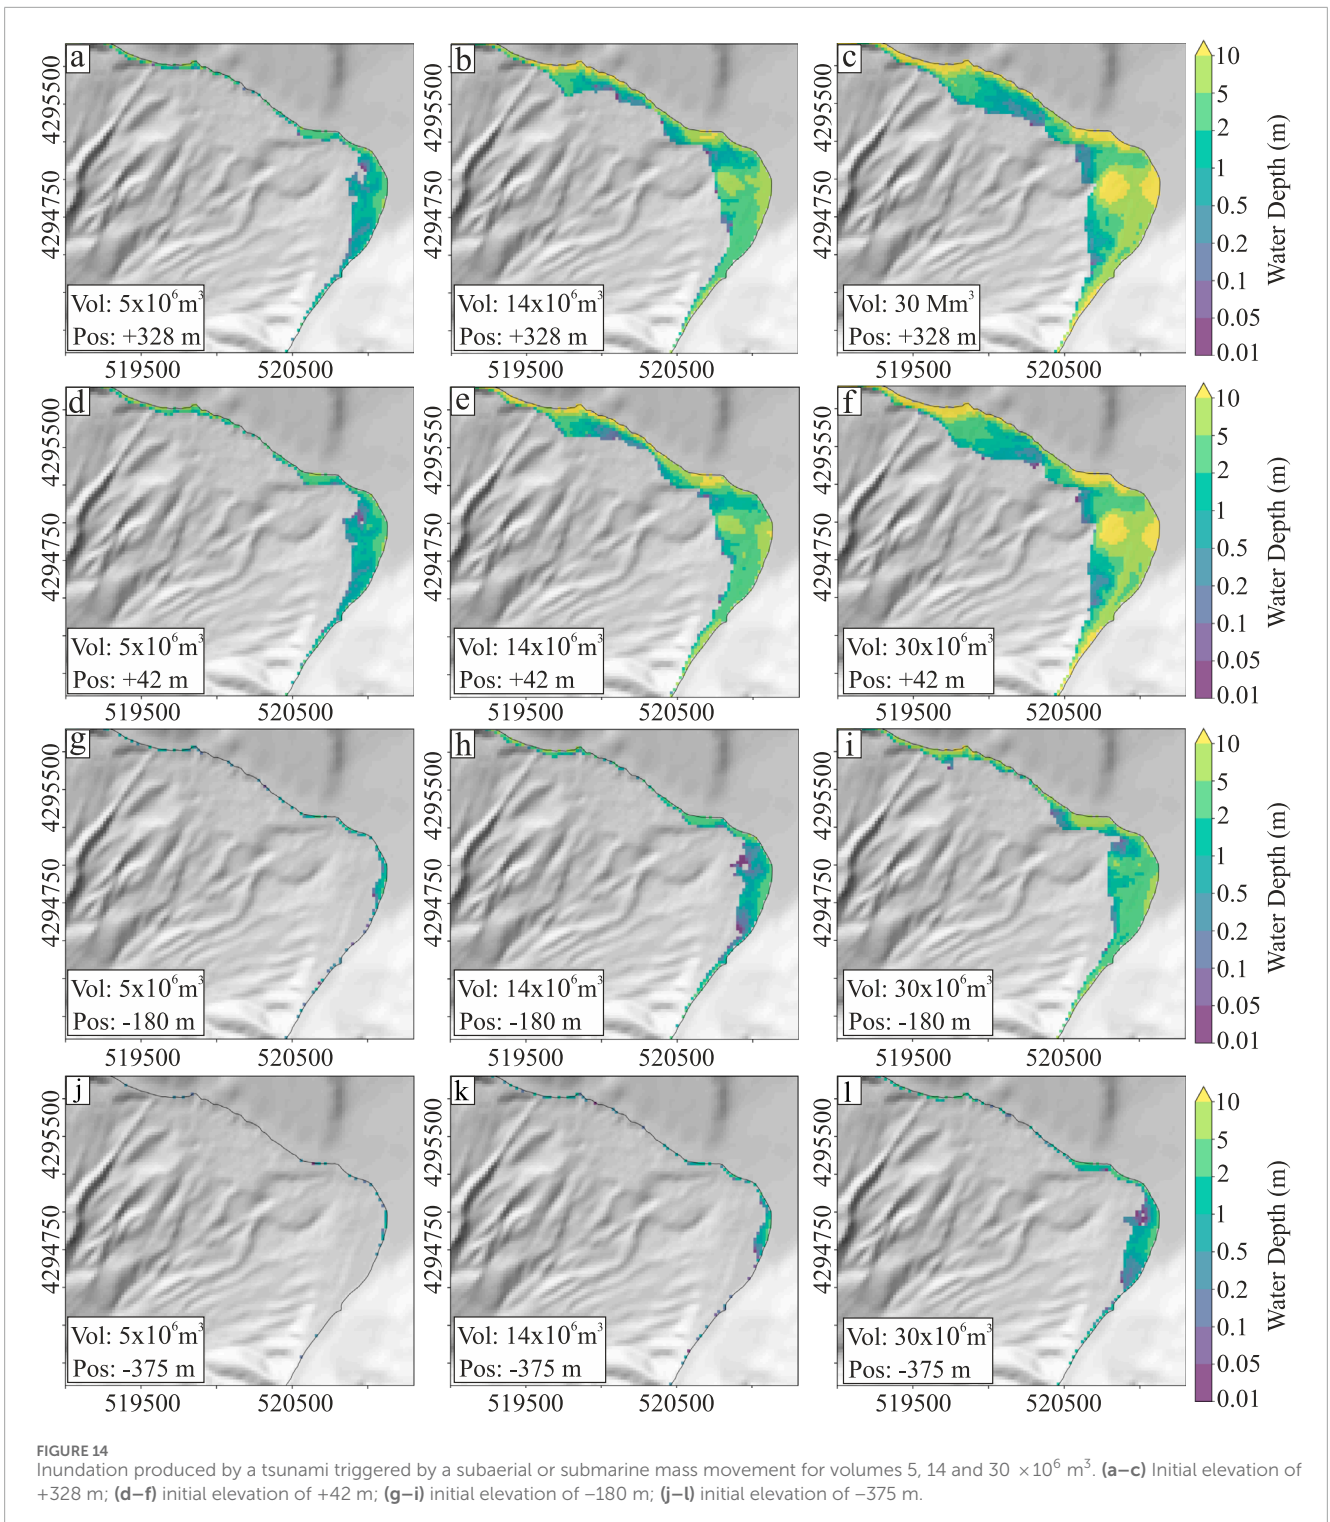 a
b
c
4295500
4294750
4295500
4294750
4295500
4294750
10
5
2
1
0.5
0.2
0.1
0.05
0.01
Water Depth (m)
Vol: 5x10⁶m³
Pos: +328 m
Vol: 14x10⁶m³
Pos: +328 m
Vol: 30 Mm³
Pos: +328 m
519500 520500
519500 520500
519500 520500
d
e
f
4295500
4294750
4295500
4294750
4295500
4294750
10
5
2
1
0.5
0.2
0.1
0.05
0.01
Water Depth (m)
Vol: 5x10⁶m³
Pos: +42 m
Vol: 14x10⁶m³
Pos: +42 m
Vol: 30x10⁶m³
Pos: +42 m
519500 520500
519500 520500
519500 520500
g
h
i
4295500
4294750
4295500
4294750
4295500
4294750
10
5
2
1
0.5
0.2
0.1
0.05
0.01
Water Depth (m)
Vol: 5x10⁶m³
Pos: -180 m
Vol: 14x10⁶m³
Pos: -180 m
Vol: 30x10⁶m³
Pos: -180 m
519500 520500
519500 520500
519500 520500
j
k
l
4295500
4294750
4295500
4294750
4295500
4294750
10
5
2
1
0.5
0.2
0.1
0.05
0.01
Water Depth (m)
Vol: 5x10⁶m³
Pos: -375 m
Vol: 14x10⁶m³
Pos: -375 m
Vol: 30x10⁶m³
Pos: -375 m
519500 520500
519500 520500
519500 520500
FIGURE 14
Inundation produced by a tsunami triggered by a subaerial or submarine mass movement for volumes 5, 14 and 30 ×10⁶ m³. (a–c) Initial elevation of
+328 m; (d–f) initial elevation of +42 m; (g–i) initial elevation of −180 m; (j–l) initial elevation of −375 m.